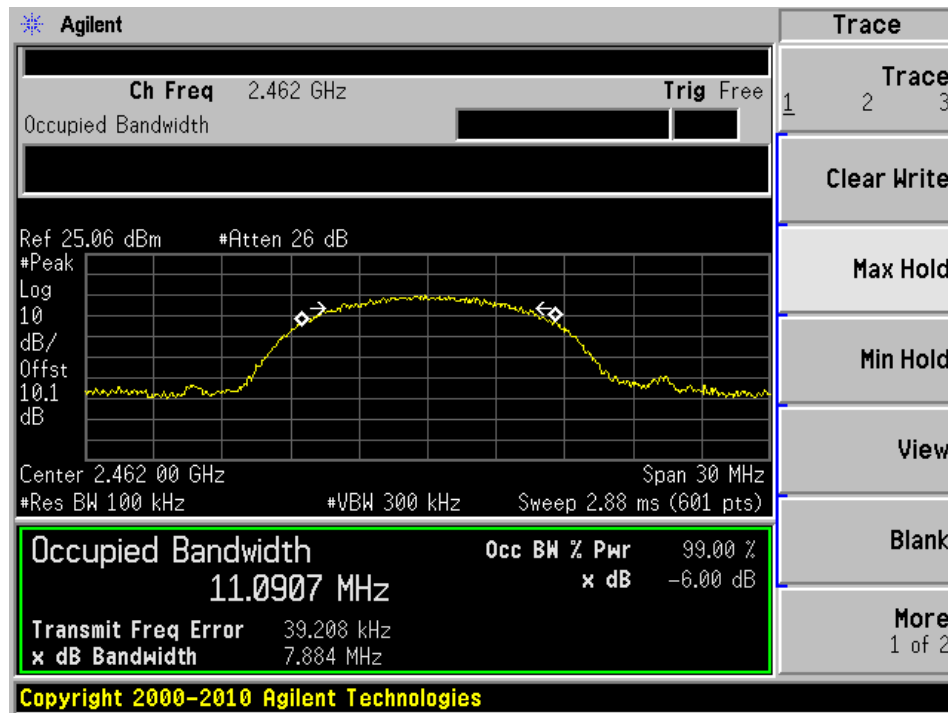 Agilent
Trace
Ch Freq 2.462 GHz Trig Free
Occupied Bandwidth
Trace
1 2 3
Clear Write
Max Hold
Min Hold
View
Blank
More
1 of 2
Ref 25.06 dBm #Atten 26 dB
#Peak
Log
10
dB/
Offst
10.1
dB
Center 2.462 00 GHz Span 30 MHz
#Res BW 100 kHz #VBW 300 kHz Sweep 2.88 ms (601 pts)
Occupied Bandwidth Occ BW % Pwr 99.00 %
11.0907 MHz x dB -6.00 dB
Transmit Freq Error 39.208 kHz
x dB Bandwidth 7.884 MHz
Copyright 2000-2010 Agilent Technologies